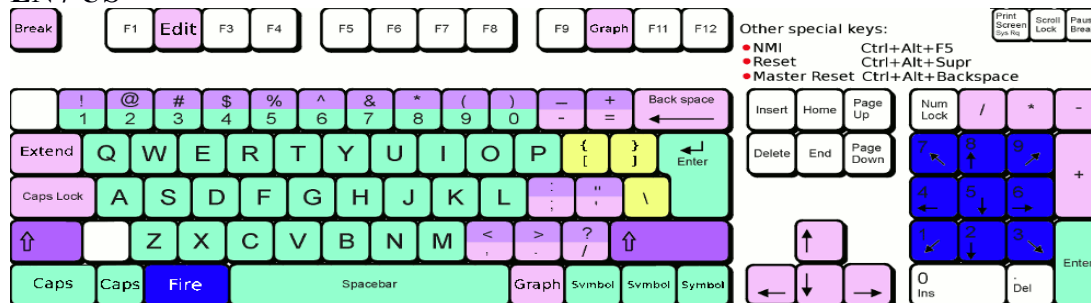 Break F1 Edit F3 F4 F5 F6 F7 F8 F9 Graph F11 F12
Print Screen Sys Rq Scroll Lock
Other special keys:
NMI Ctrl+Alt+F5
Reset Ctrl+Alt+Supr
Master Reset Ctrl+Alt+Backspace
! @ # $ % ^ & * ( ) _ + Back space
1 2 3 4 5 6 7 8 9 0 - =
Insert Home Page Up Num Lock / * -
Extend Q W E R T Y U I O P { [ } ] Enter
Delete End Page Down 7 8 9 +
Caps Lock A S D F G H J K L : ; " ' \
4 5 6
Z X C V B N M < , > . ? /
1 2 3 Enter
Caps Caps Fire Spacebar Graph Symbol Symbol Symbol
0 Ins . Del